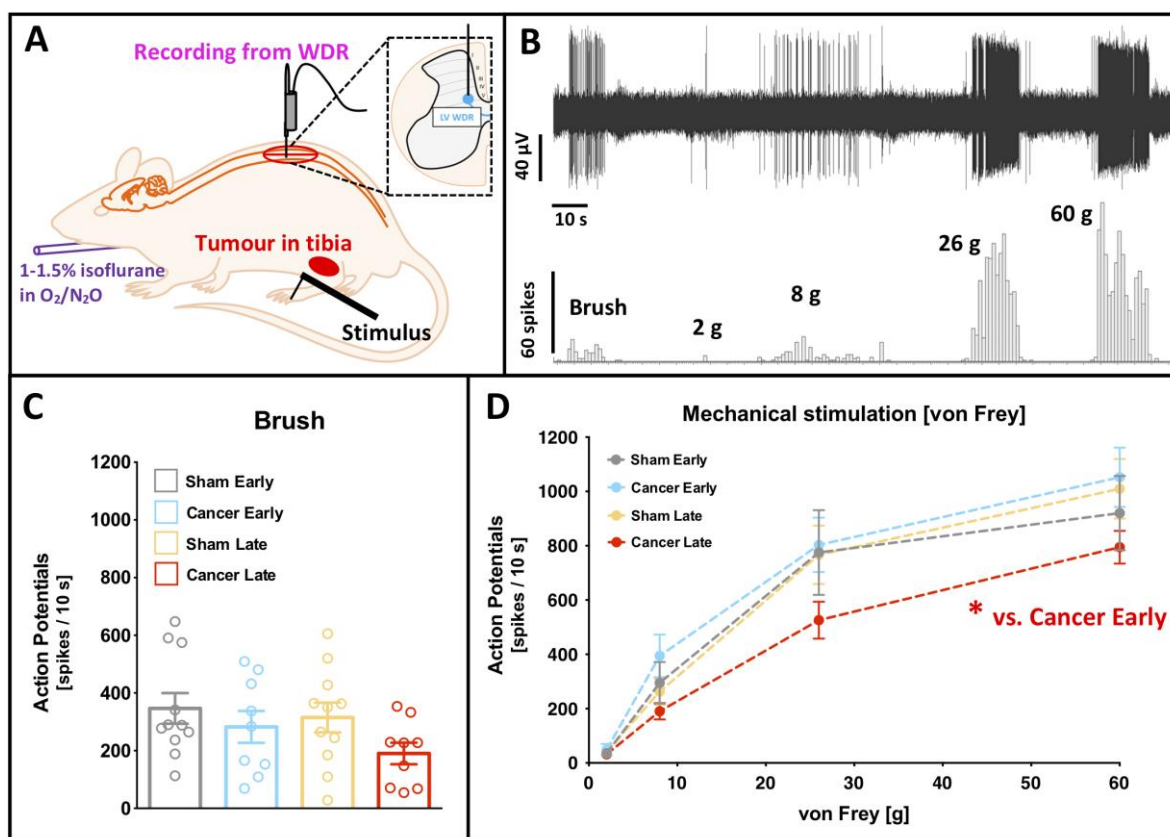 A
Recording from WDR
I
II
III
IV
V
LV WDR
Tumour in tibia
1-1.5% isoflurane
in O₂/N₂O
Stimulus
B
40 µV
10 s
60 spikes
Brush
2 g
8 g
26 g
60 g
C
Brush
Action Potentials
[spikes / 10 s]
1200
1000
800
600
400
200
0
Sham Early
Cancer Early
Sham Late
Cancer Late
D
Mechanical stimulation [von Frey]
Action Potentials
[spikes / 10 s]
1200
1000
800
600
400
200
0
Sham Early
Cancer Early
Sham Late
Cancer Late
* vs. Cancer Early
0
10
20
30
40
50
60
von Frey [g]